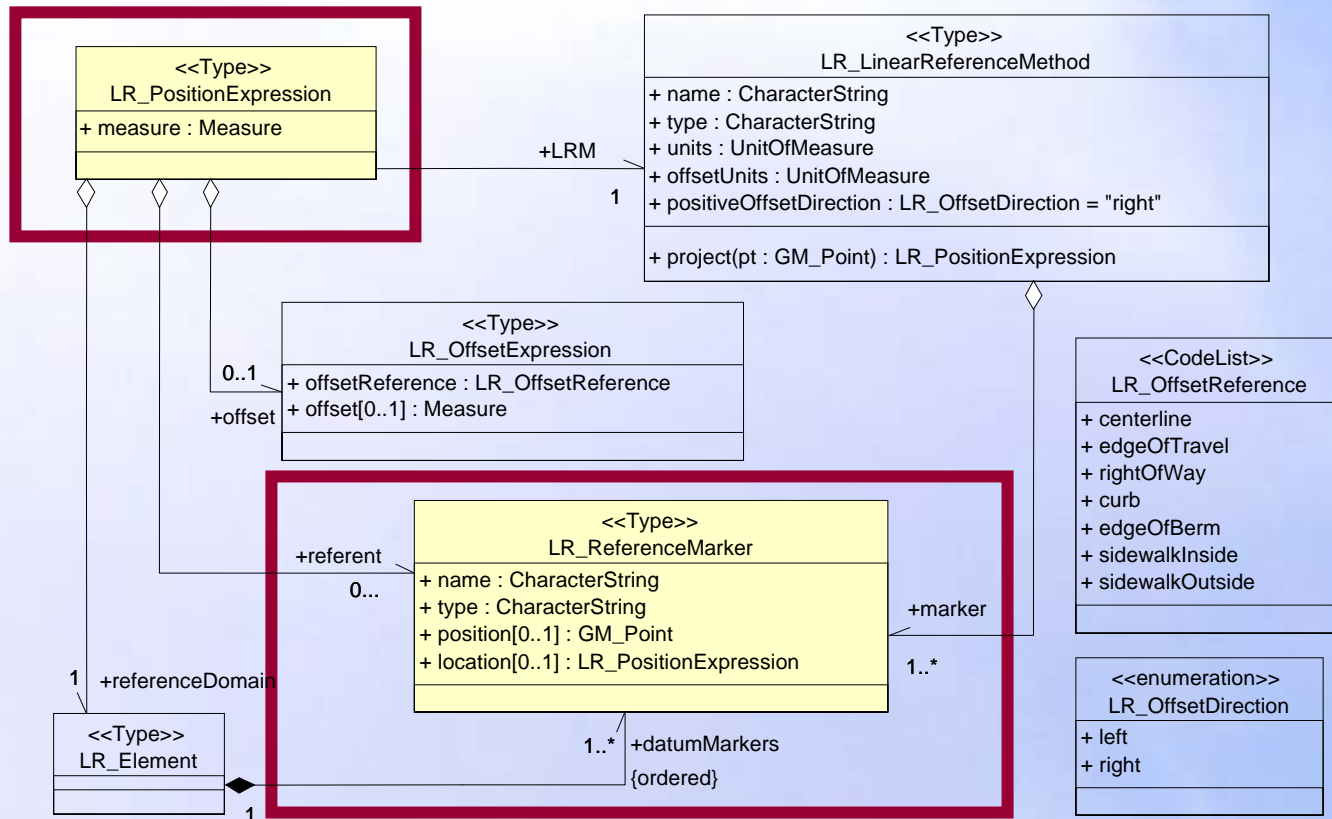 <<Type>>
LR_PositionExpression
+ measure : Measure
<<Type>>
LR_LinearReferenceMethod
+ name : CharacterString
+ type : CharacterString
+ units : UnitOfMeasure
+ offsetUnits : UnitOfMeasure
+ positiveOffsetDirection : LR_OffsetDirection = "right"
+ project(pt : GM_Point) : LR_PositionExpression
+LRM
1
<<Type>>
LR_OffsetExpression
+ offsetReference : LR_OffsetReference
+ offset[0..1] : Measure
0..1
+offset
<<CodeList>>
LR_OffsetReference
+ centerline
+ edgeOfTravel
+ rightOfWay
+ curb
+ edgeOfBerm
+ sidewalkInside
+ sidewalkOutside
<<Type>>
LR_ReferenceMarker
+ name : CharacterString
+ type : CharacterString
+ position[0..1] : GM_Point
+ location[0..1] : LR_PositionExpression
+referent
0...
+marker
1..*
1 +referenceDomain
<<Type>>
LR_Element
1..* +datumMarkers
{ordered}
1
<<enumeration>>
LR_OffsetDirection
+ left
+ right